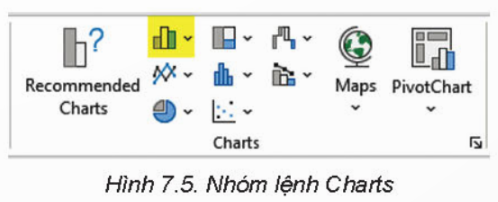 ?
Recommended
Charts
Maps
PivotChart
Charts
Hình 7.5. Nhóm lệnh Charts